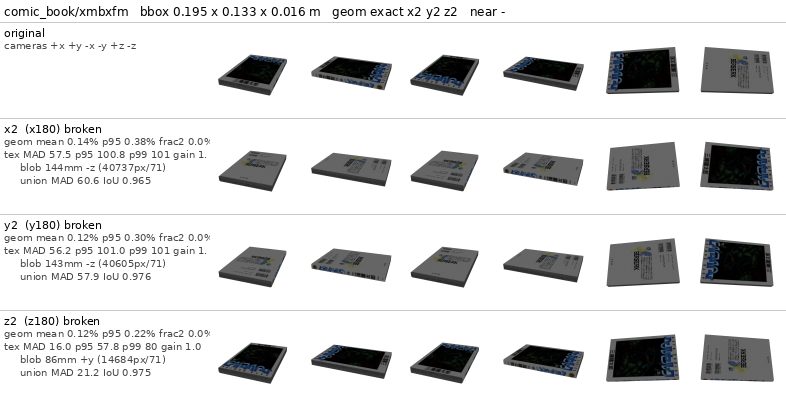 comic_book/xmbxfm   bbox 0.195 x 0.133 x 0.016 m   geom exact x2 y2 z2   near -
original
cameras +x +y -x -y +z -z
x2  (x180) broken
geom mean 0.14% p95 0.38% frac2 0.0%
tex MAD 57.5 p95 100.8 p99 101 gain 1.
blob 144mm -z (40737px/71)
union MAD 60.6 IoU 0.965
y2  (y180) broken
geom mean 0.12% p95 0.30% frac2 0.0%
tex MAD 56.2 p95 101.0 p99 101 gain 1.
blob 143mm -z (40605px/71)
union MAD 57.9 IoU 0.976
z2  (z180) broken
geom mean 0.12% p95 0.22% frac2 0.0%
tex MAD 16.0 p95 57.8 p99 80 gain 1.0
blob 86mm +y (14684px/71)
union MAD 21.2 IoU 0.975